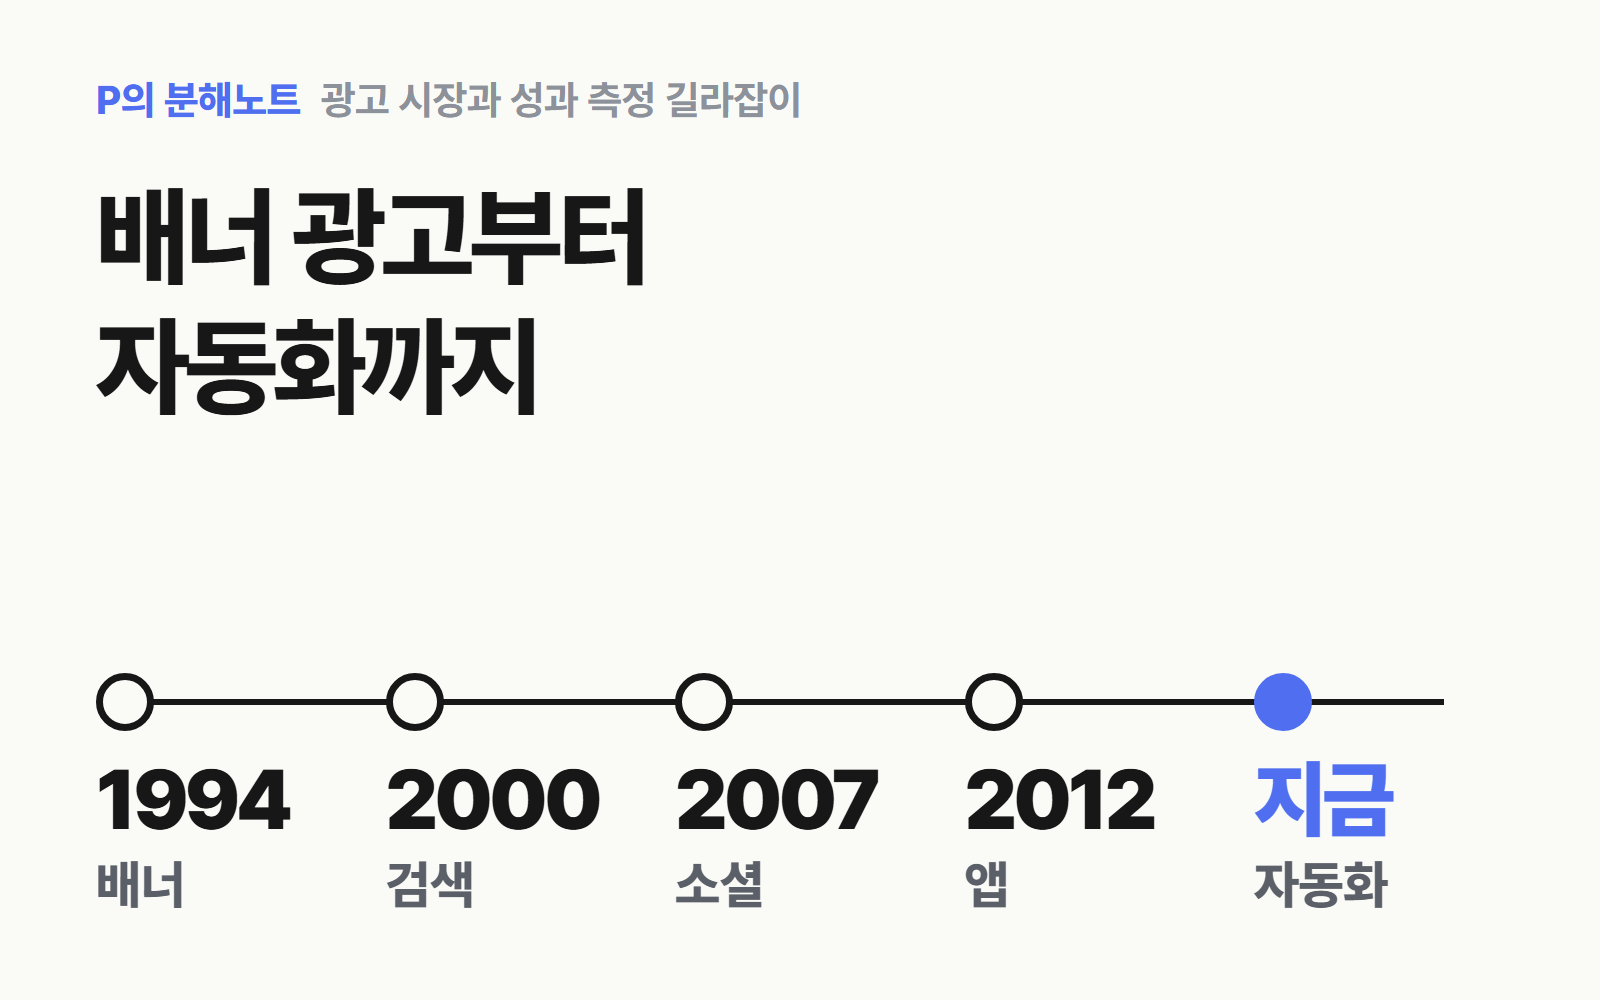 P의 분해노트 광고 시장과 성과 측정 길라잡이
배너 광고부터
자동화까지
1994 2000 2007 2012 지금
배너 검색 소셜 앱 자동화